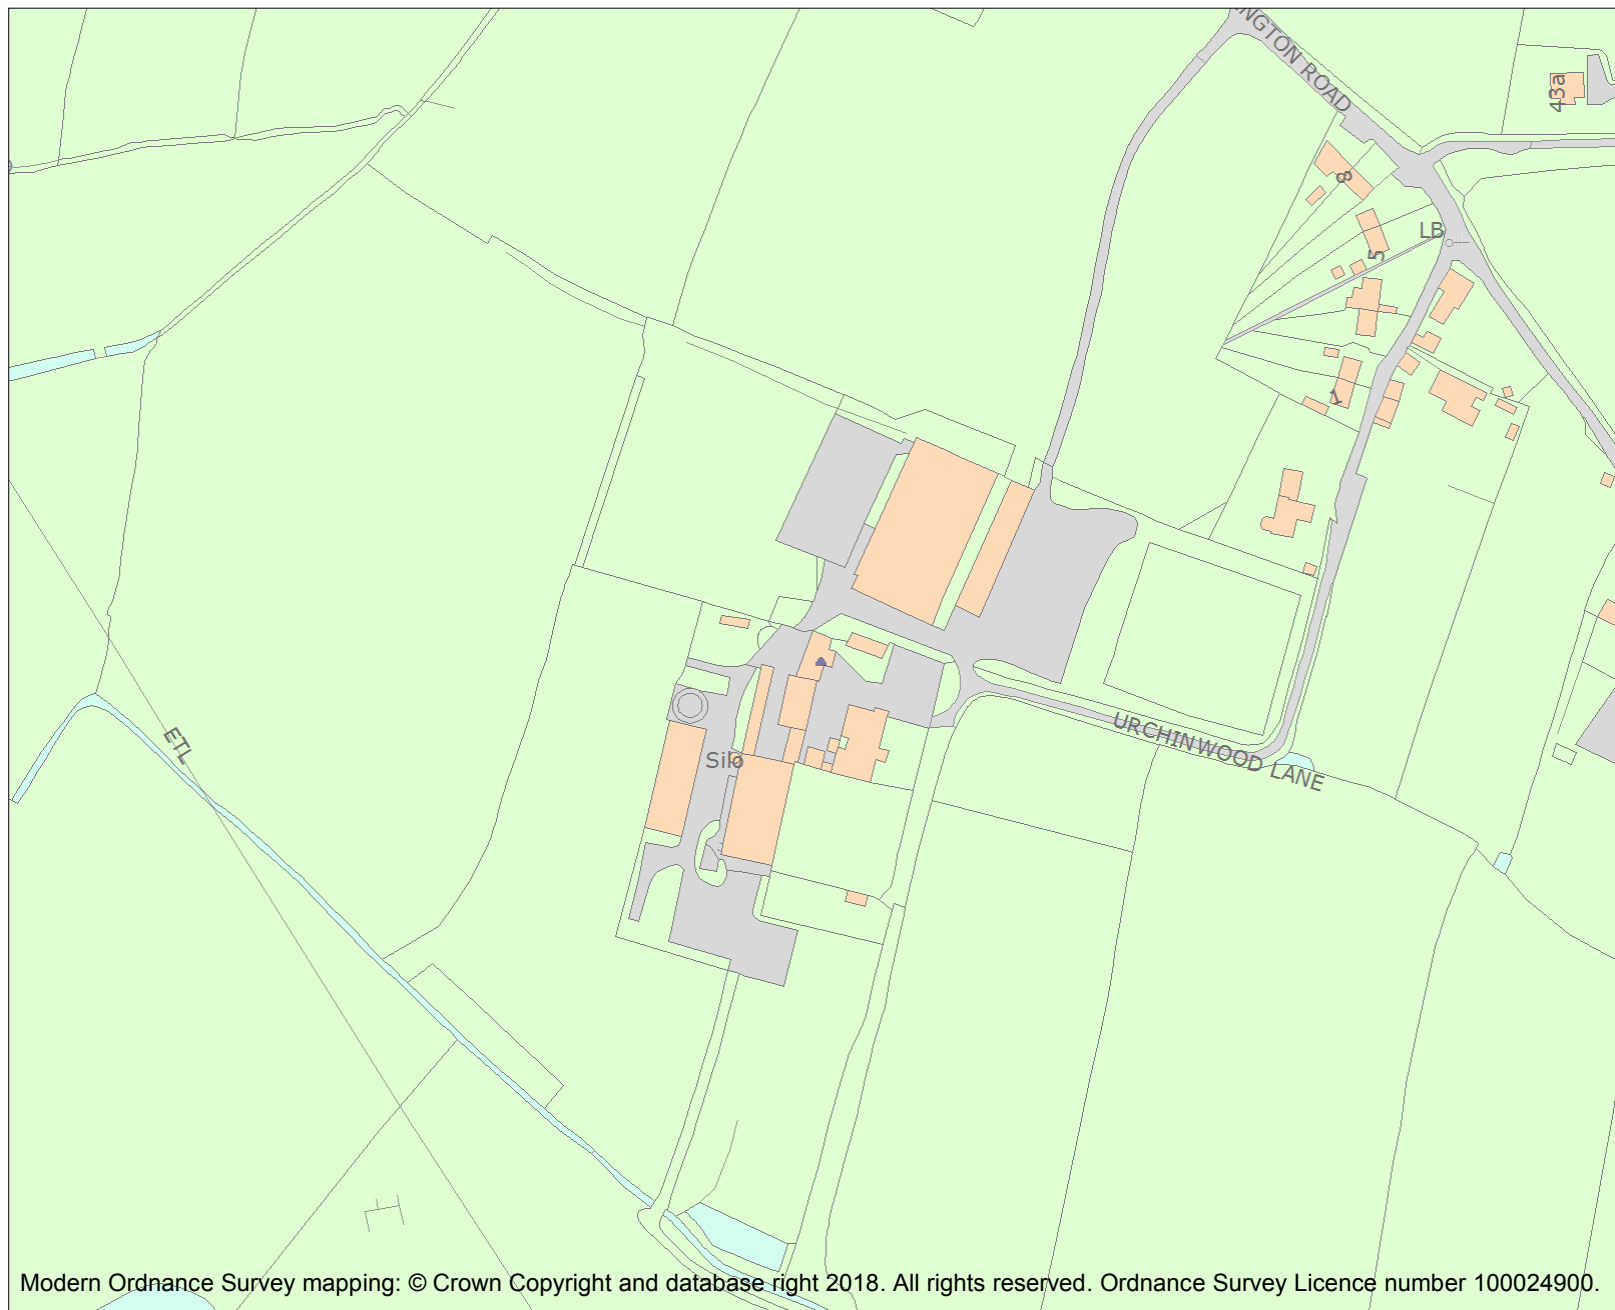 NGTON ROAD
43a
8
LB
5
1
URCHINWOOD LANE
ETL
Silo
Modern Ordnance Survey mapping: © Crown Copyright and database right 2018. All rights reserved. Ordnance Survey Licence number 100024900.